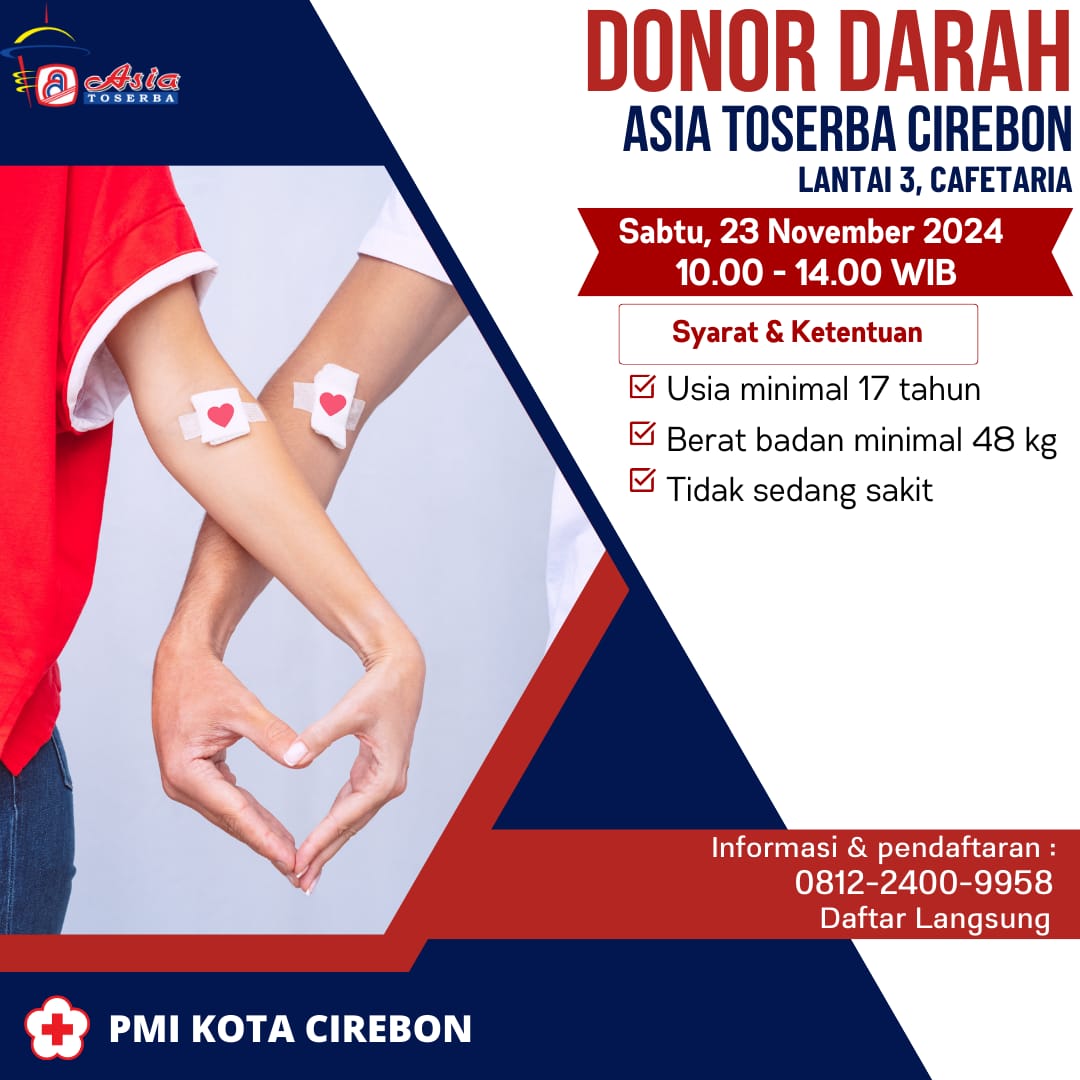 a Asia
TOSERBA
DONOR DARAH
ASIA TOSERBA CIREBON
LANTAI 3, CAFETARIA
Sabtu, 23 November 2024
10.00 - 14.00 WIB
Syarat & Ketentuan
Usia minimal 17 tahun
Berat badan minimal 48 kg
Tidak sedang sakit
Informasi & pendaftaran :
0812-2400-9958
Daftar Langsung
PMI KOTA CIREBON